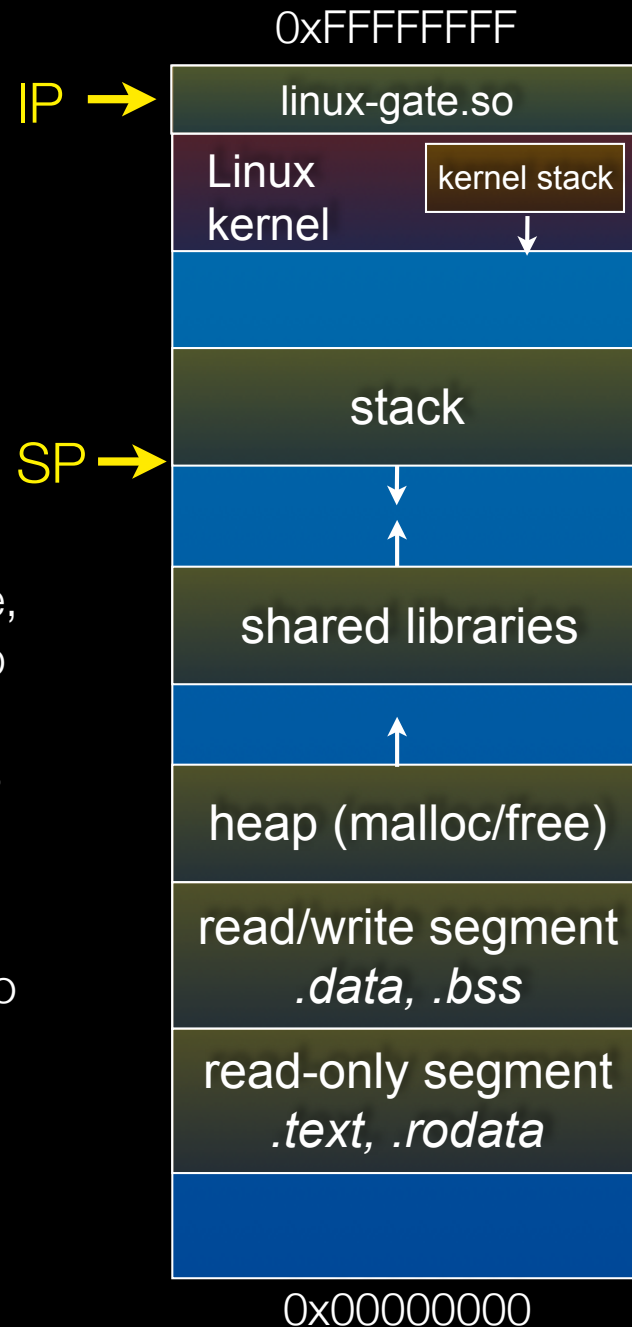 0xFFFFFFFF
IP
linux-gate.so
Linux
kernel
kernel stack
stack
SP
shared libraries
heap (malloc/free)
read/write segment
.data, .bss
read-only segment
.text, .rodata
0x00000000